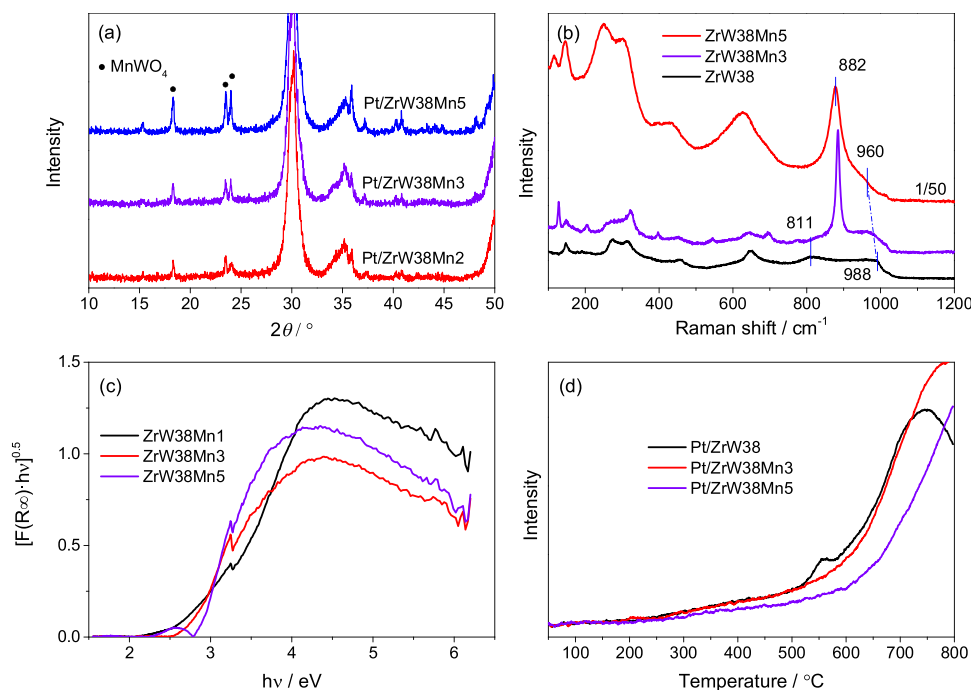 (a)
● MnWO4
Pt/ZrW38Mn5
Pt/ZrW38Mn3
Pt/ZrW38Mn2
Intensity
10 15 20 25 30 35 40 45 50
2θ / °
(b)
ZrW38Mn5
ZrW38Mn3
ZrW38
882
960
1/50
811
988
Intensity
200 400 600 800 1000 1200
Raman shift / cm-1
(c)
ZrW38Mn1
ZrW38Mn3
ZrW38Mn5
[F(R∞)·hν]0.5
1.5
1.0
0.5
0.0
2 3 4 5 6
hν / eV
(d)
Pt/ZrW38
Pt/ZrW38Mn3
Pt/ZrW38Mn5
Intensity
100 200 300 400 500 600 700 800
Temperature / °C